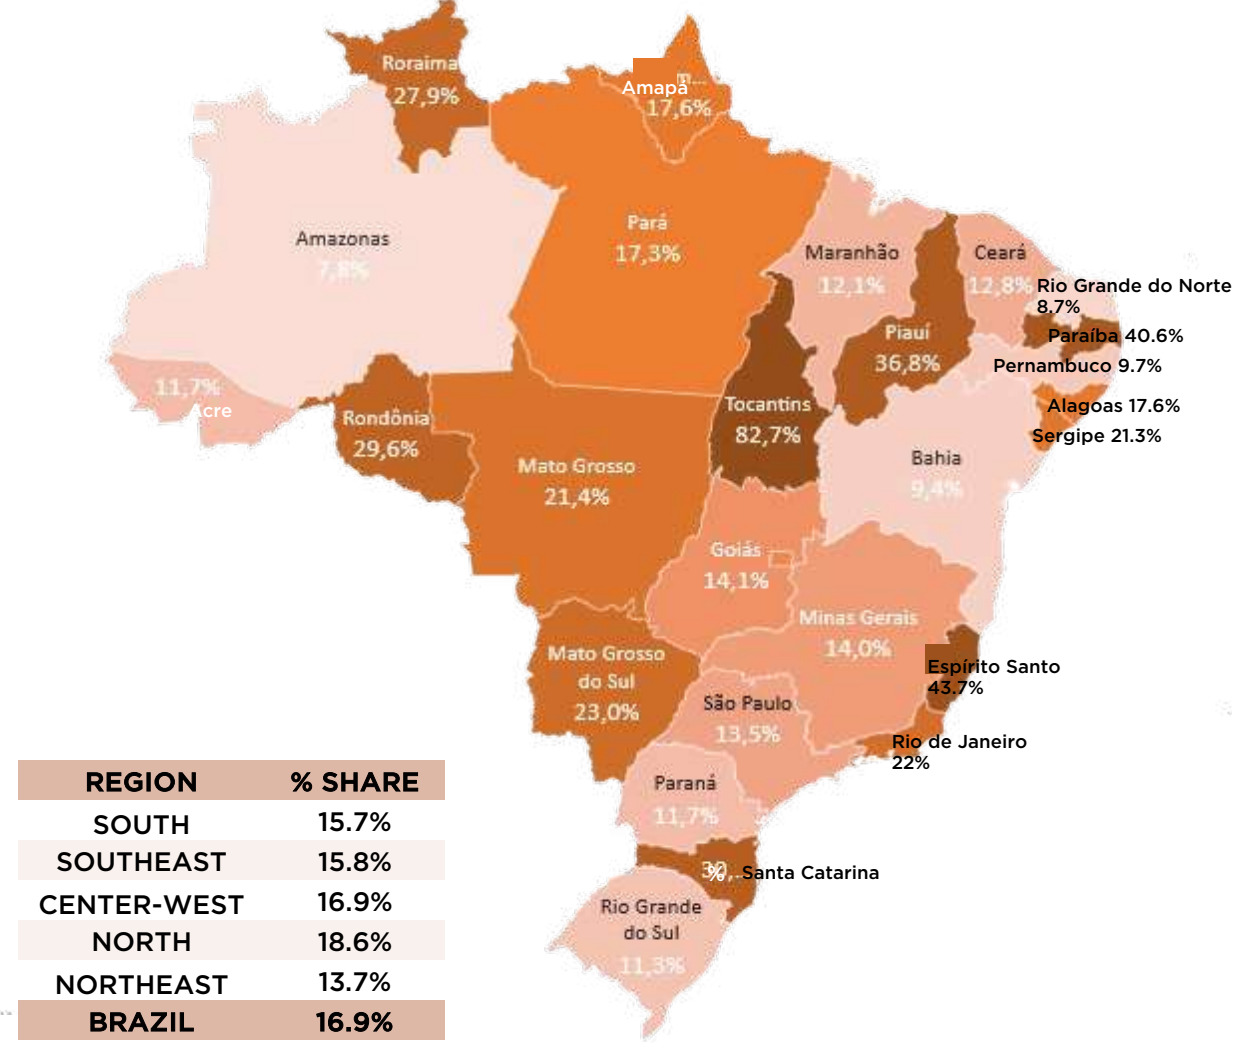 Roraima
27,9%
Amapá
17,6%
Amazonas
7,8%
Pará
17,3%
Maranhão
12,1%
Ceará
12,8%
Rio Grande do Norte
8.7%
Piauí
36,8%
Paraíba 40.6%
Pernambuco 9.7%
11,7%
Acre
Rondônia
29,6%
Tocantins
82,7%
Alagoas 17.6%
Sergipe 21.3%
Mato Grosso
21,4%
Bahia
9,4%
Goiás
14,1%
Minas Gerais
14,0%
Mato Grosso
do Sul
23,0%
Espírito Santo
43.7%
São Paulo
13,5%
Rio de Janeiro
22%
Paraná
11,7%
30,...
%
Santa Catarina
Rio Grande
do Sul
11,3%
REGION % SHARE
SOUTH 15.7%
SOUTHEAST 15.8%
CENTER-WEST 16.9%
NORTH 18.6%
NORTHEAST 13.7%
BRAZIL 16.9%